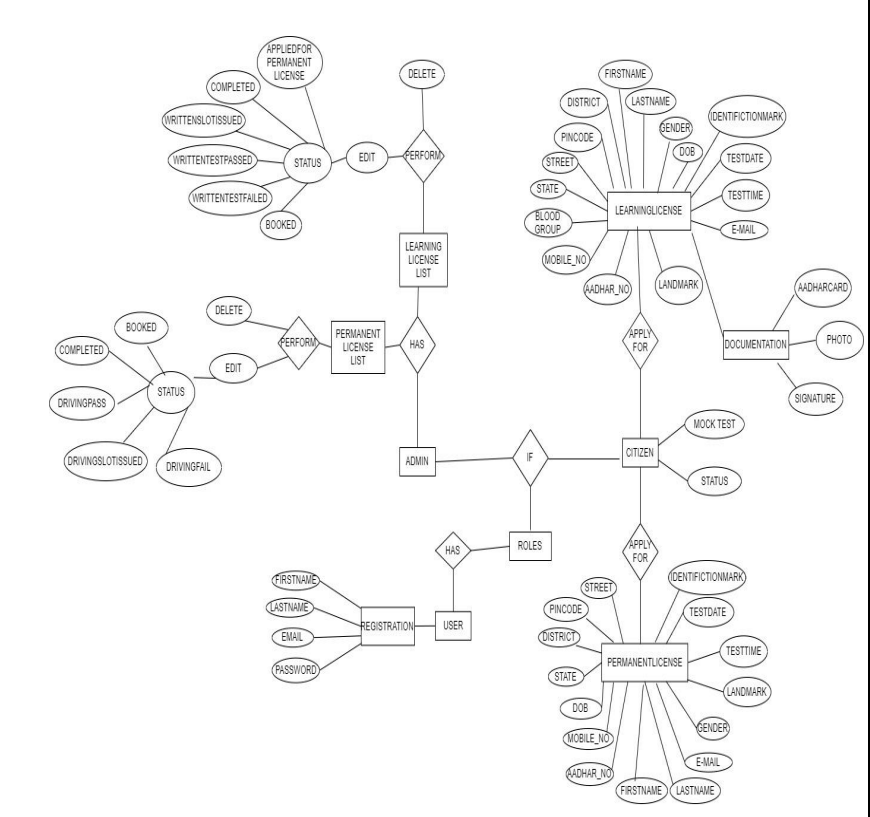 APPLIEDFOR
PERMANENT
LICENSE
COMPLETED
WRITTENSLOTISSUED
WRITTENTESTPASSED
WRITTENTESTFAILED
BOOKED
STATUS
EDIT
DELETE
PERFORM
LEARNING
LICENSE
LIST
DELETE
EDIT
PERFORM
PERMANENT
LICENSE
LIST
HAS
BOOKED
COMPLETED
DRIVINGPASS
DRIVINGSLOTISSUED
DRIVINGFAIL
STATUS
ADMIN
IF
ROLES
HAS
USER
REGISTRATION
FIRSTNAME
LASTNAME
EMAIL
PASSWORD
FIRSTNAME
LASTNAME
DISTRICT
GENDER
IDENTIFICTIONMARK
PINCODE
DOB
STREET
TESTDATE
STATE
TESTTIME
BLOOD
GROUP
E-MAIL
MOBILE_NO
AADHAR_NO
LANDMARK
LEARNINGLICENSE
AADHARCARD
DOCUMENTATION
PHOTO
SIGNATURE
APPLY
FOR
CITIZEN
MOCK TEST
STATUS
APPLY
FOR
STREET
IDENTIFICTIONMARK
PINCODE
TESTDATE
DISTRICT
TESTTIME
PERMANENTLICENSE
STATE
LANDMARK
DOB
GENDER
MOBILE_NO
E-MAIL
AADHAR_NO
FIRSTNAME
LASTNAME